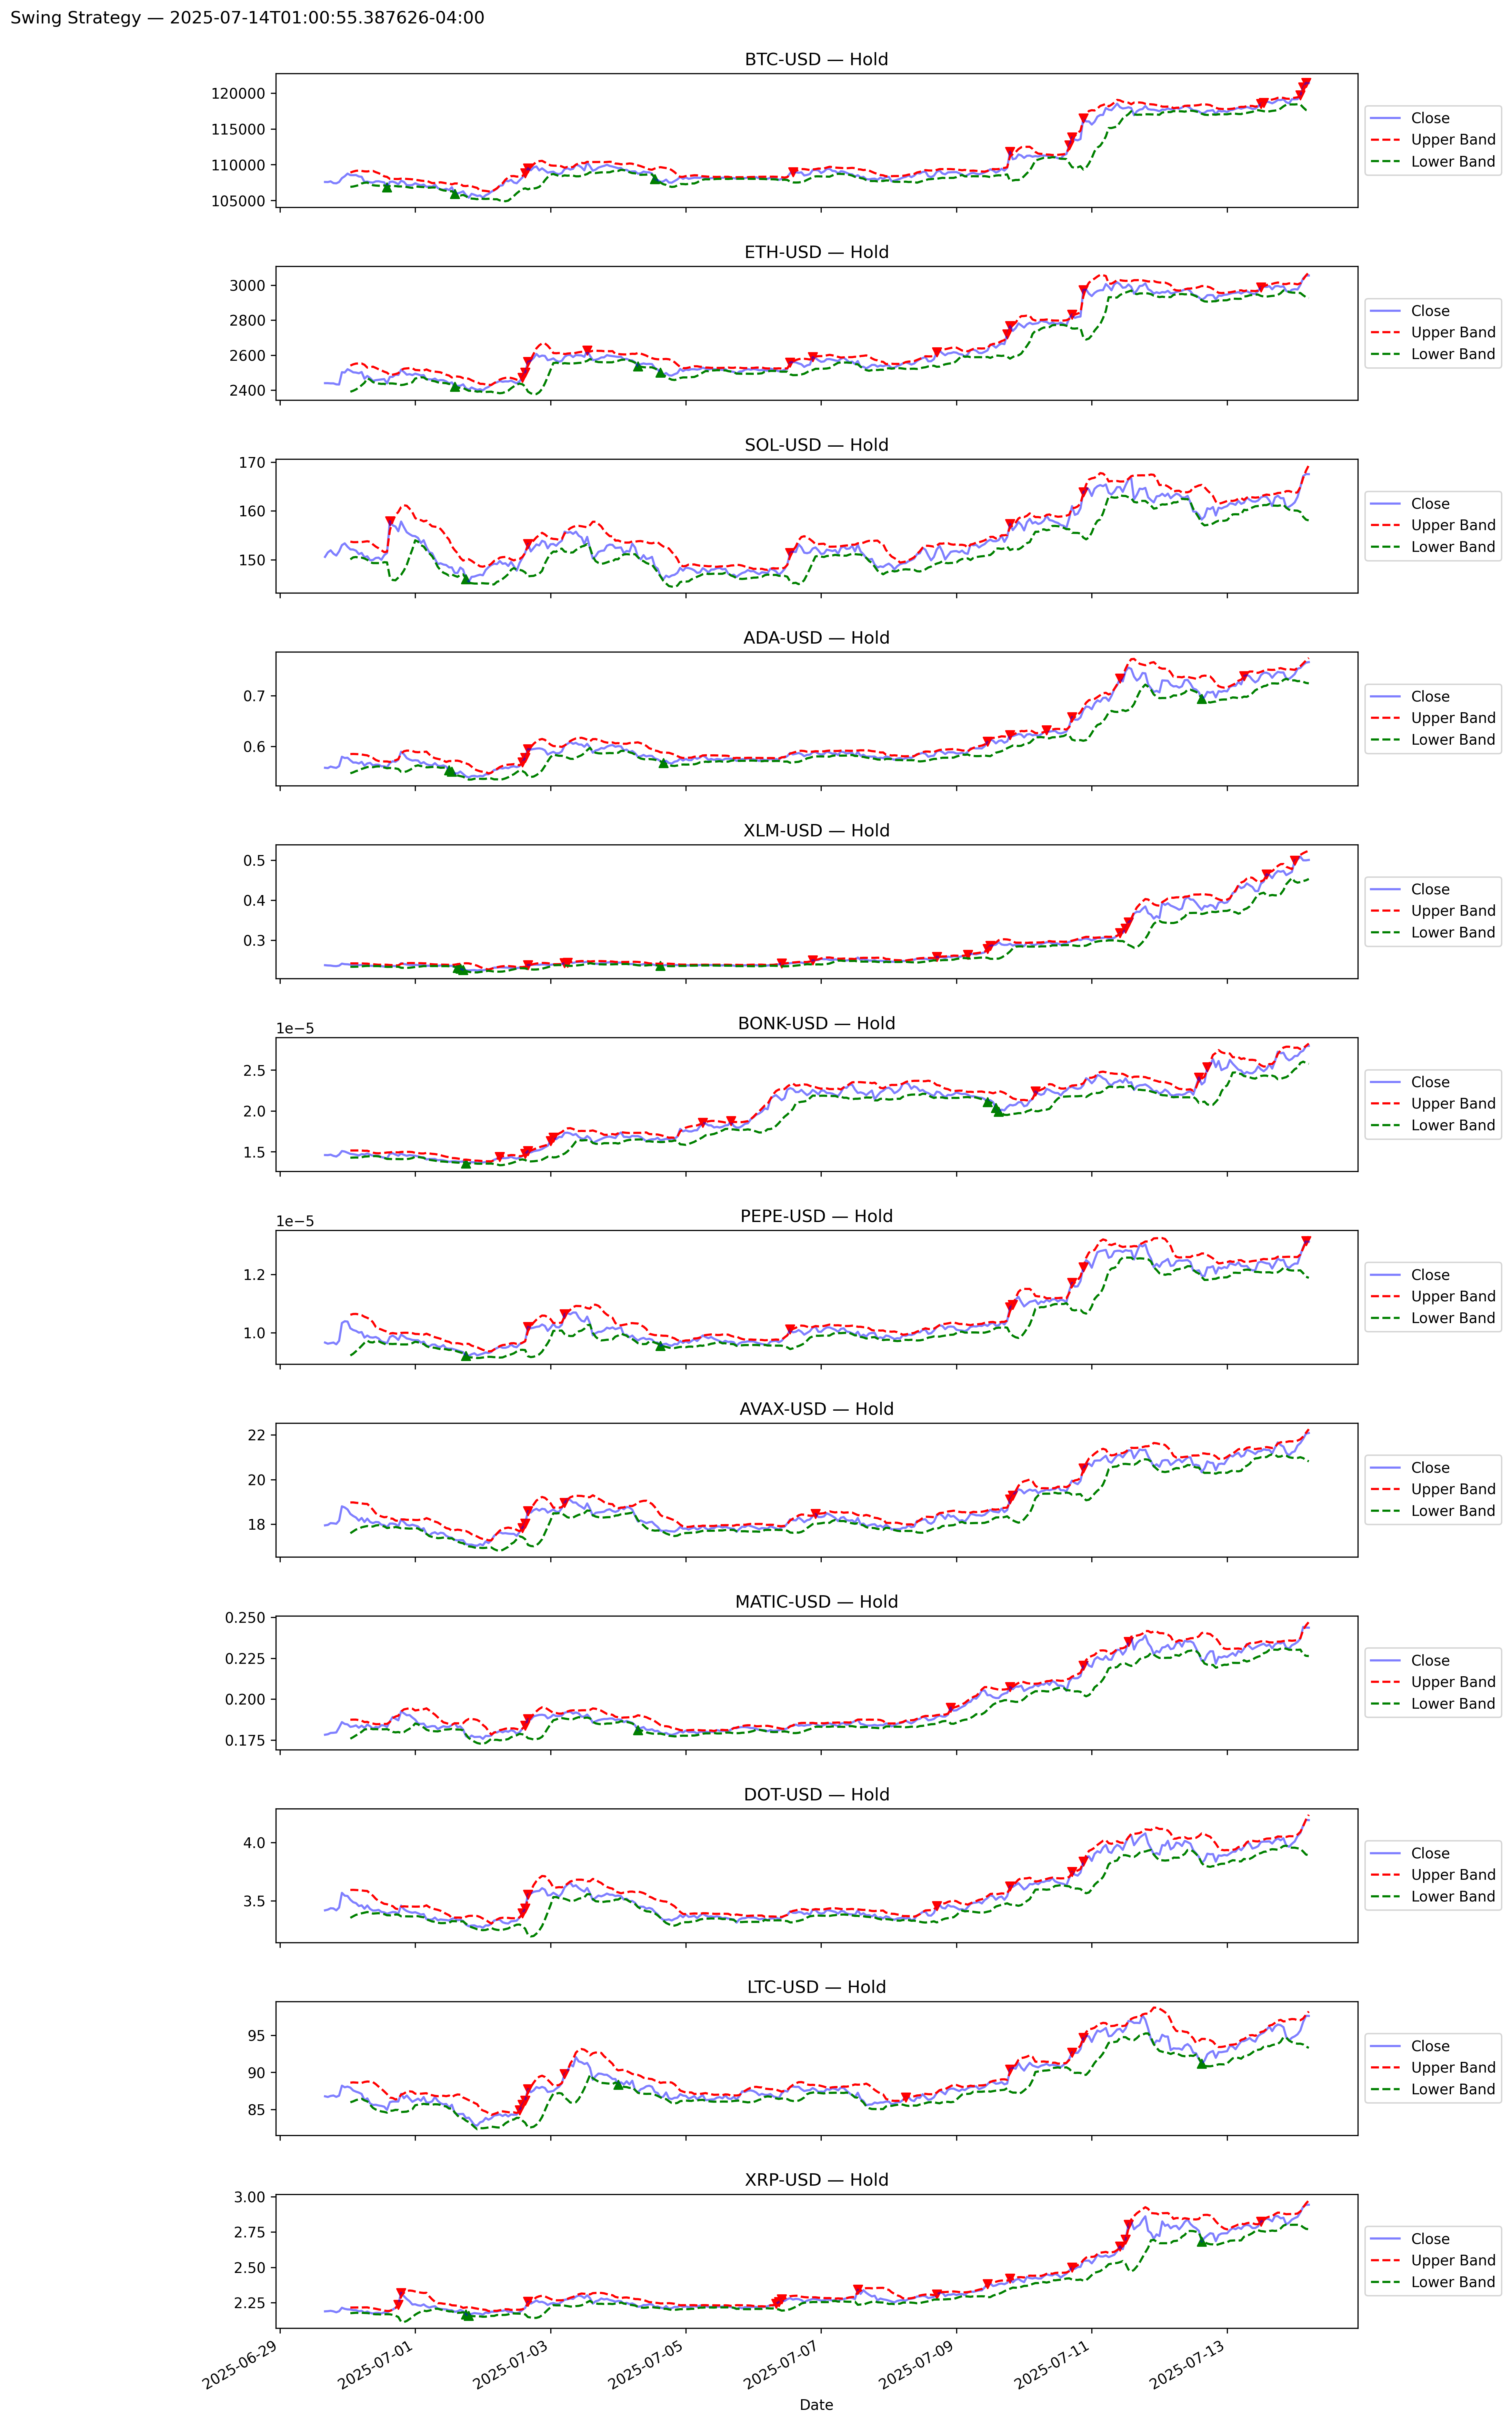 Swing Strategy — 2025-07-14T01:00:55.387626-04:00
BTC-USD — Hold
120000
115000
110000
105000
Close
Upper Band
Lower Band
ETH-USD — Hold
3000
2800
2600
2400
Close
Upper Band
Lower Band
SOL-USD — Hold
170
160
150
Close
Upper Band
Lower Band
ADA-USD — Hold
0.7
0.6
Close
Upper Band
Lower Band
XLM-USD — Hold
0.5
0.4
0.3
Close
Upper Band
Lower Band
BONK-USD — Hold
1e−5
2.5
2.0
1.5
Close
Upper Band
Lower Band
PEPE-USD — Hold
1e−5
1.2
1.0
Close
Upper Band
Lower Band
AVAX-USD — Hold
22
20
18
Close
Upper Band
Lower Band
MATIC-USD — Hold
0.250
0.225
0.200
0.175
Close
Upper Band
Lower Band
DOT-USD — Hold
4.0
3.5
Close
Upper Band
Lower Band
LTC-USD — Hold
95
90
85
Close
Upper Band
Lower Band
XRP-USD — Hold
3.00
2.75
2.50
2.25
Close
Upper Band
Lower Band
2025-06-29
2025-07-01
2025-07-03
2025-07-05
2025-07-07
2025-07-09
2025-07-11
2025-07-13
Date